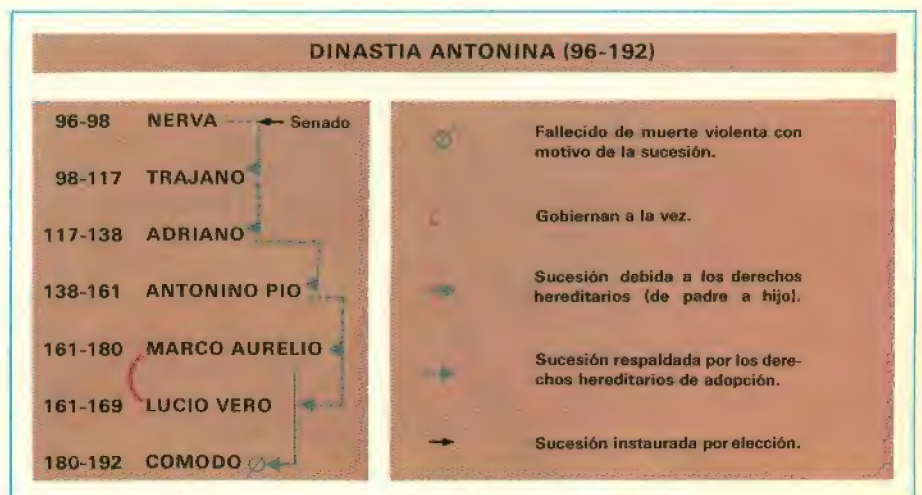 DINASTIA ANTONINA (96-192)
96-98 NERVA Senado
98-117 TRAJANO
117-138 ADRIANO
138-161 ANTONINO PIO
161-180 MARCO AURELIO
161-169 LUCIO VERO
180-192 COMODO
Fallecido de muerte violenta con
motivo de la sucesión.
Gobiernan a la vez.
Sucesión debida a los derechos
hereditarios (de padre a hijo).
Sucesión respaldada por los dere-
chos hereditarios de adopción.
Sucesión instaurada por elección.